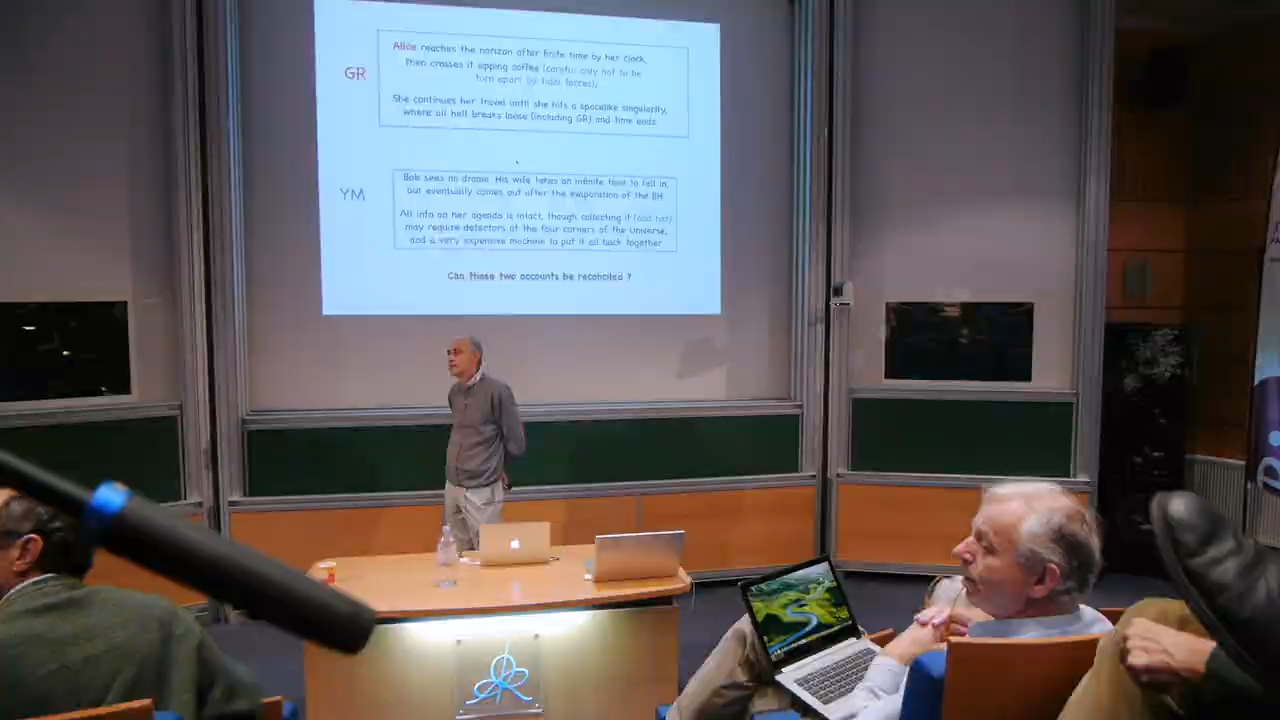 GR
Alice reaches the horizon after finite time by her clock,
then crosses it sipping coffee (careful only not to be
torn apart by tidal forces).
She continues her travel until she hits a spacelike singularity,
where all hell breaks loose (including GR) and time ends
YM
Bob sees no drama. His wife takes an infinite time to fall in,
but eventually comes out after the evaporation of the BH
All info on her agenda is intact, though collecting it (and her)
may require detectors at the four corners of the Universe,
and a very expensive machine to put it all back together
Can these two accounts be reconciled ?